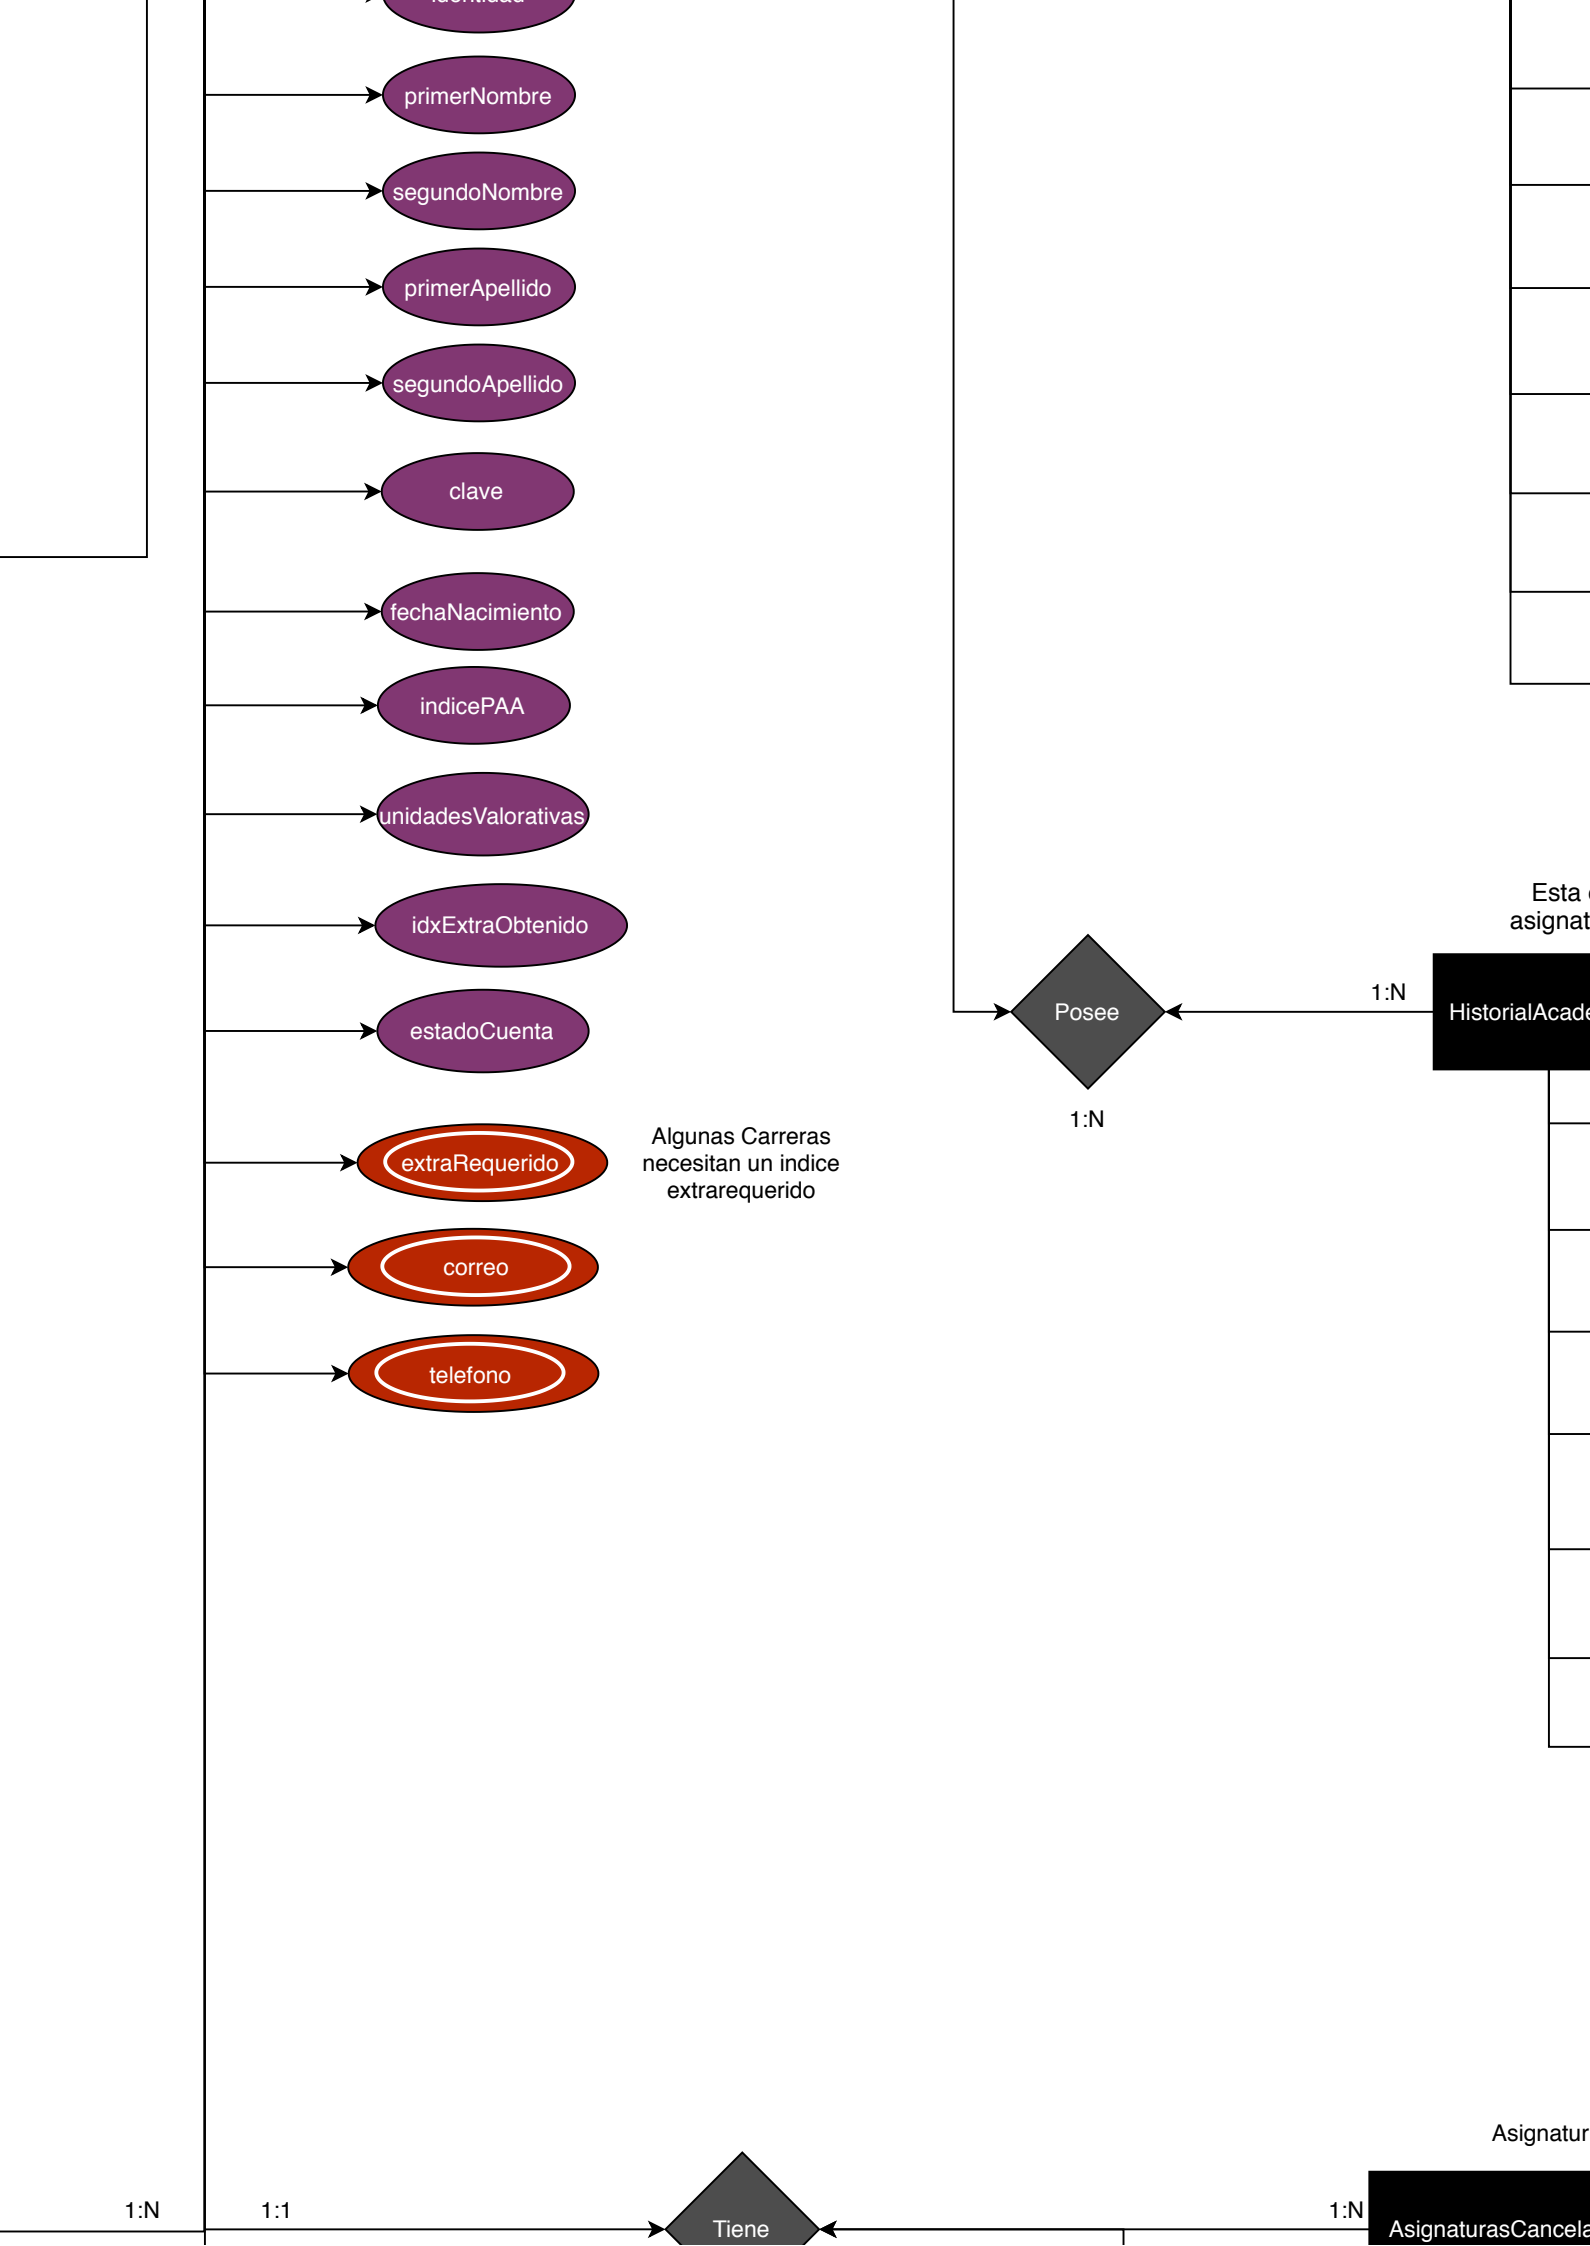 primerNombre
segundoNombre
primerApellido
segundoApellido
clave
fechaNacimiento
indicePAA
unidadesValorativas
idxExtraObtenido
estadoCuenta
Esta
asignat
Posee
1:N
HistorialAcade
1:N
extraRequerido
Algunas Carreras
necesitan un indice
extrarequerido
correo
telefono
Asignatur
1:N
1:1
Tiene
1:N
AsignaturasCancela